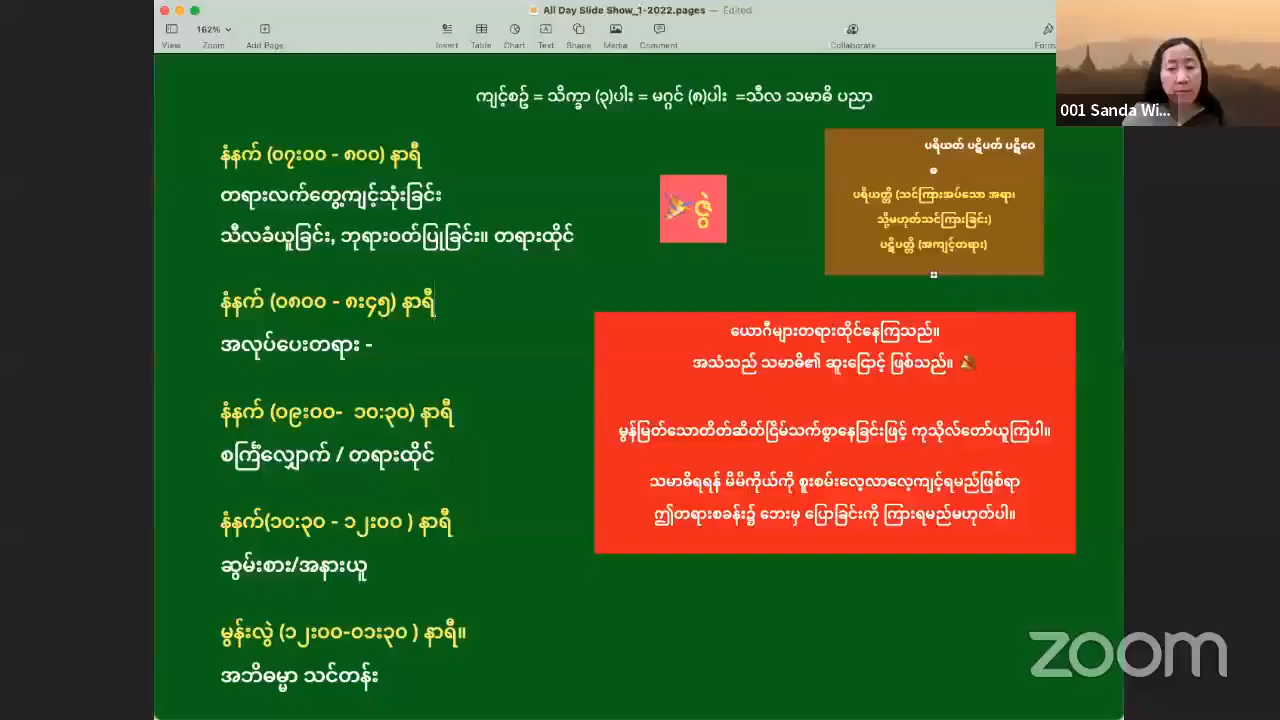 All Day Slide Show_1-2022.pages — Edited
162%
View Zoom Add Page Insert Table Chart Text Shape Media Comment Collaborate
001 Sanda Wi...
ကျင့်စဉ် = သိက္ခာ (၃)ပါး = မဂ္ဂင် (၈)ပါး =သီလ သမာဓိ ပညာ
နံနက် (၀၇း၀၀ - ၈၀၀) နာရီ
တရားလက်တွေ့ကျင့်သုံးခြင်း
သီလခံယူခြင်း, ဘုရားဝတ်ပြုခြင်း။ တရားထိုင်
နံနက် (၀၈၀၀ - ၈း၄၅) နာရီ
အလုပ်ပေးတရား -
နံနက် (၀၉း၀၀- ၁၀:၃၀) နာရီ
စင်္ကြံလျှောက် / တရားထိုင်
နံနက်(၁၀:၃၀ - ၁၂း၀၀ ) နာရီ
ဆွမ်းစား/အနားယူ
မွန်းလွဲ (၁၂း၀၀-၀၁း၃၀ ) နာရီ။
အဘိဓမ္မာ သင်တန်း
ပရိယတ် ပဋိပတ် ပဋိဝေ
ပရိယတ္တိ (သင်ကြားအပ်သော အရာ၊
သို့မဟုတ်သင်ကြားခြင်း)
ပဋိပတ္တိ (အကျင့်တရား)
ယောဂီများတရားထိုင်နေကြသည်။
အသံသည် သမာဓိ၏ ဆူးငြောင့် ဖြစ်သည်။
မွန်မြတ်သောတိတ်ဆိတ်ငြိမ်သက်စွာနေခြင်းဖြင့် ကုသိုလ်တော်ယူကြပါ။
သမာဓိရရန် မိမိကိုယ်ကို စူးစမ်းလေ့လာလေ့ကျင့်ရမည်ဖြစ်ရာ
ဤတရားစခန်း၌ ဘေးမှ ပြောခြင်းကို ကြားရမည်မဟုတ်ပါ။
zoom